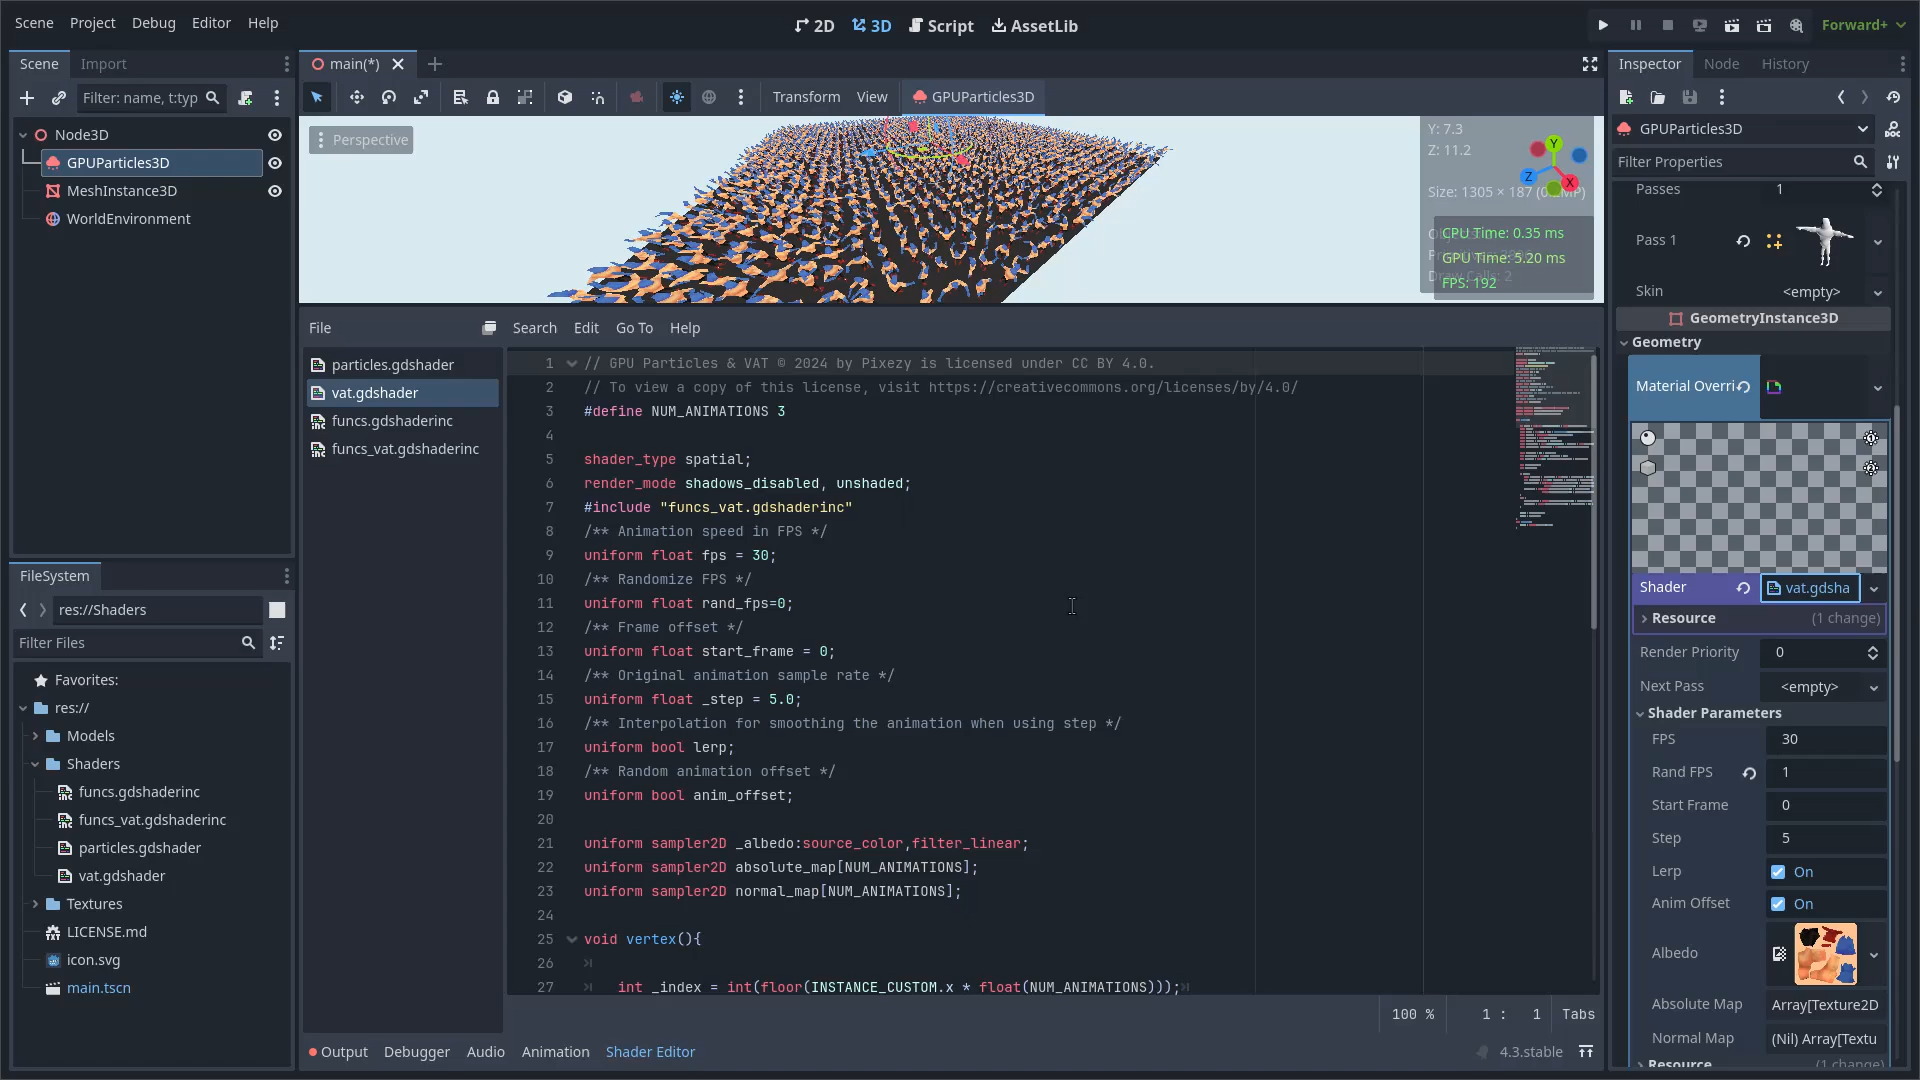 Scene Project Debug Editor Help
2D 3D Script AssetLib
Forward+
Scene Import
Filter: name, t:typ
Node3D
GPUParticles3D
MeshInstance3D
WorldEnvironment
FileSystem
res://Shaders
Filter Files
Favorites:
res://
Models
Shaders
funcs.gdshaderinc
funcs_vat.gdshaderinc
particles.gdshader
vat.gdshader
Textures
LICENSE.md
icon.svg
main.tscn
main(*)
Transform View GPUParticles3D
Perspective
Y: 7.3
Z: 11.2
Size: 1305 × 187
CPU Time: 0.35 ms
GPU Time: 5.20 ms
Draw Calls: 2
FPS: 192
Y
Z
X
File Search Edit Go To Help
particles.gdshader
vat.gdshader
funcs.gdshaderinc
funcs_vat.gdshaderinc
1 // GPU Particles & VAT © 2024 by Pixezy is licensed under CC BY 4.0.
2 // To view a copy of this license, visit https://creativecommons.org/licenses/by/4.0/
3 #define NUM_ANIMATIONS 3
4
5 shader_type spatial;
6 render_mode shadows_disabled, unshaded;
7 #include "funcs_vat.gdshaderinc"
8 /** Animation speed in FPS */
9 uniform float fps = 30;
10 /** Randomize FPS */
11 uniform float rand_fps=0;
12 /** Frame offset */
13 uniform float start_frame = 0;
14 /** Original animation sample rate */
15 uniform float _step = 5.0;
16 /** Interpolation for smoothing the animation when using step */
17 uniform bool lerp;
18 /** Random animation offset */
19 uniform bool anim_offset;
20
21 uniform sampler2D _albedo:source_color,filter_linear;
22 uniform sampler2D absolute_map[NUM_ANIMATIONS];
23 uniform sampler2D normal_map[NUM_ANIMATIONS];
24
25 void vertex(){
26
27 int _index = int(floor(INSTANCE_CUSTOM.x * float(NUM_ANIMATIONS)));
100 % 1 : 1 Tabs
Output Debugger Audio Animation Shader Editor 4.3.stable
Inspector Node History
GPUParticles3D
Filter Properties
Passes 1
Pass 1
Skin <empty>
GeometryInstance3D
Geometry
Material Overri
Shader vat.gdsha
Resource (1 change)
Render Priority 0
Next Pass <empty>
Shader Parameters
FPS 30
Rand FPS 1
Start Frame 0
Step 5
Lerp On
Anim Offset On
Albedo
Absolute Map Array[Texture2D
Normal Map (Nil) Array[Textu
Resource (1 change)